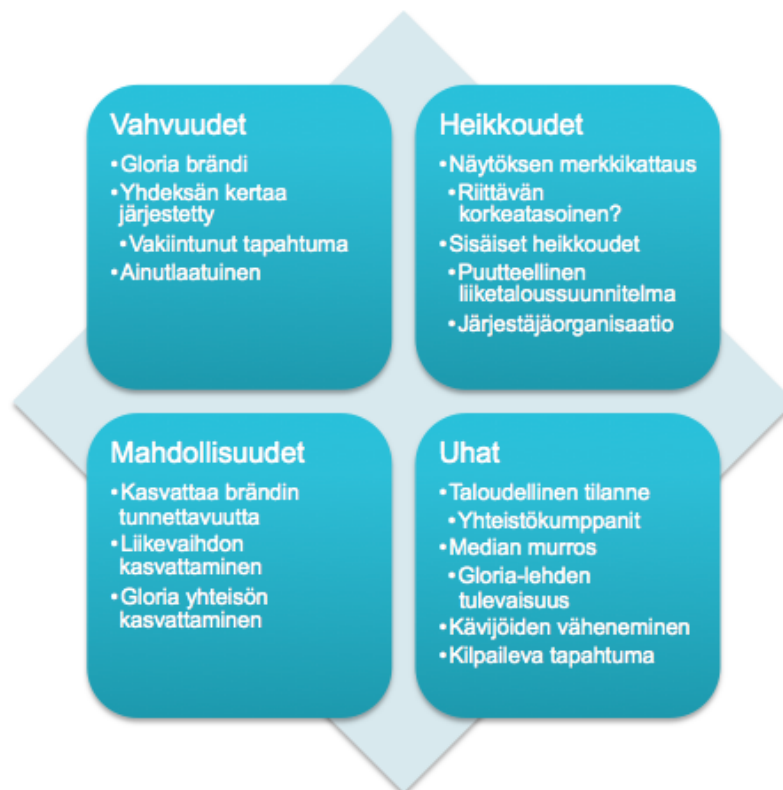 Vahvuudet
•Gloria brändi
•Yhdeksän kertaa
järjestetty
•Vakiintunut tapahtuma
•Ainutlaatuinen
Heikkoudet
•Näytöksen merkkikattaus
•Riittävän
korkeatasoinen?
•Sisäiset heikkoudet
•Puutteellinen
liiketaloussuunnitelma
•Järjestäjäorganisaatio
Mahdollisuudet
•Kasvattaa brändin
tunnettavuutta
•Liikevaihdon
kasvattaminen
•Gloria yhteisön
kasvattaminen
Uhat
•Taloudellinen tilanne
•Yhteistökumppanit
•Median murros
•Gloria-lehden
tulevaisuus
•Kävijöiden väheneminen
•Kilpaileva tapahtuma